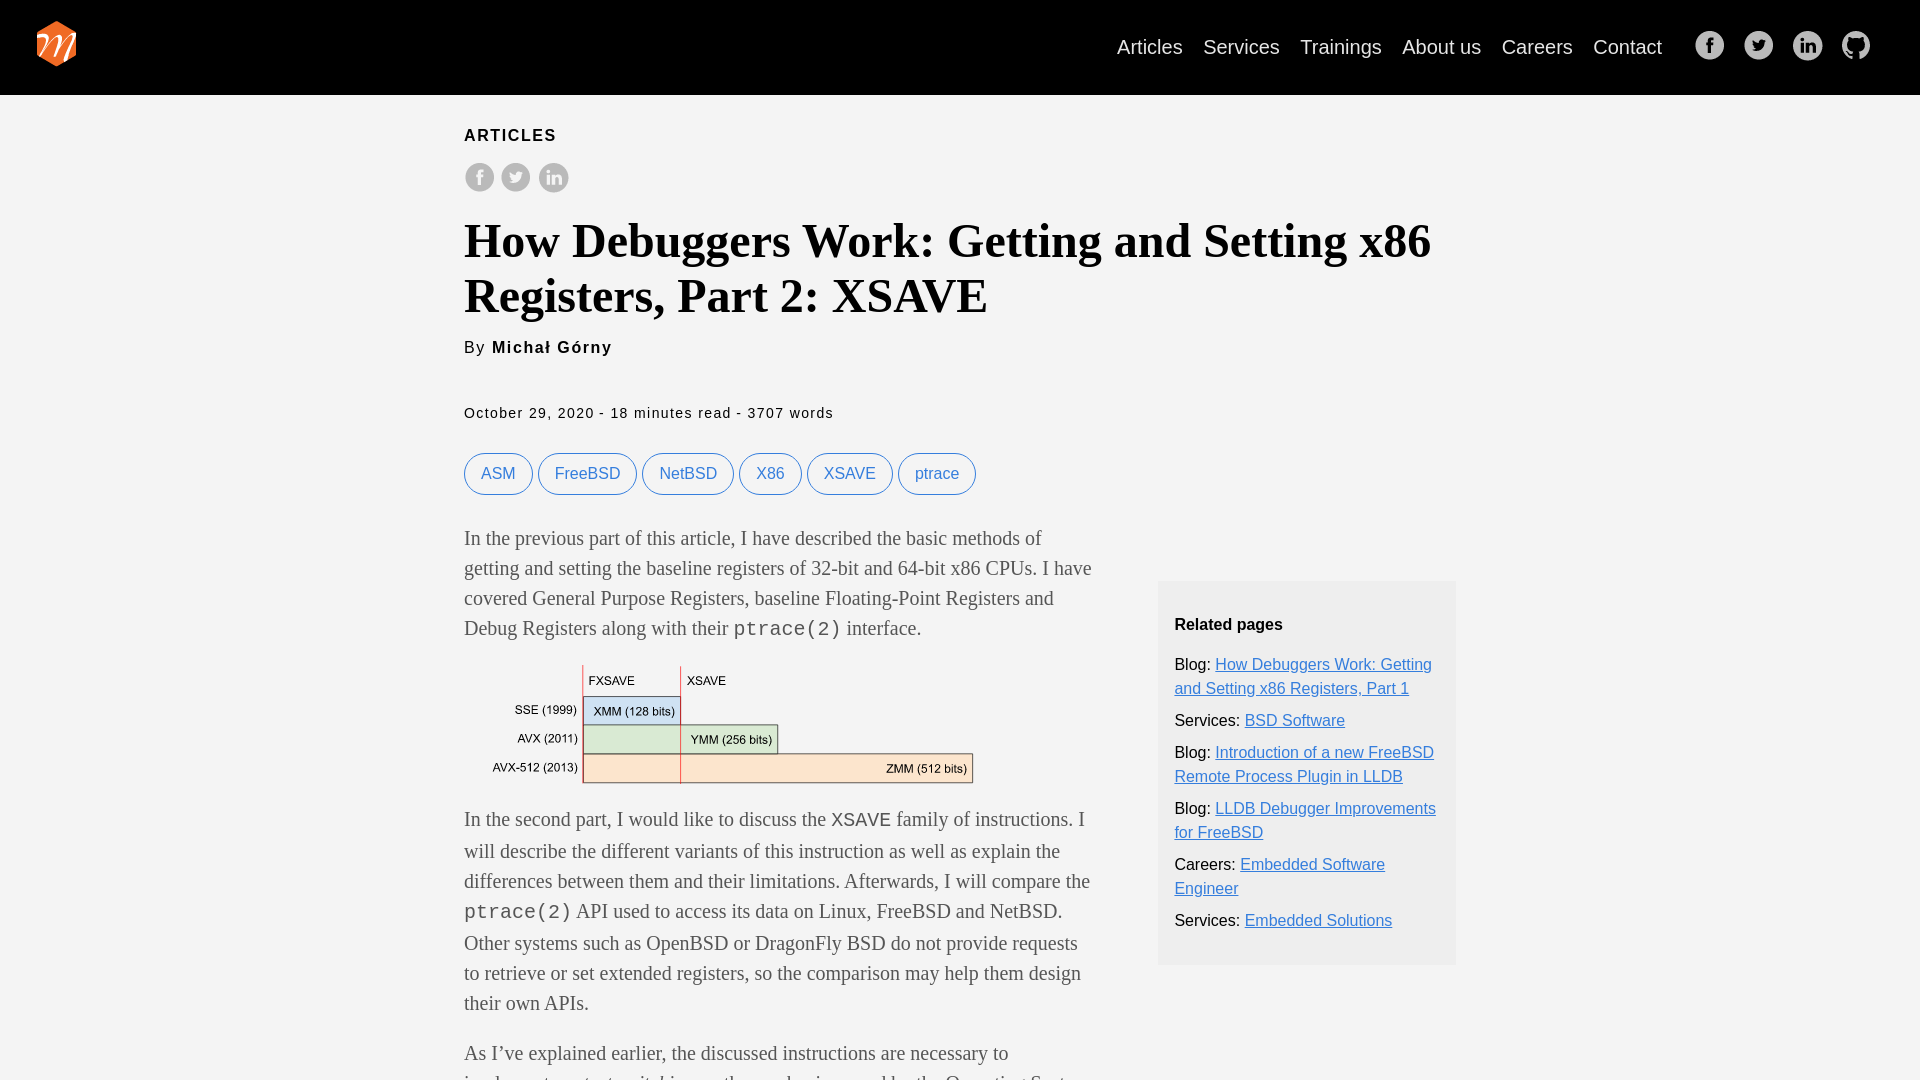 Articles Services Trainings About us Careers Contact
ARTICLES
How Debuggers Work: Getting and Setting x86
Registers, Part 2: XSAVE
By Michał Górny
October 29, 2020 - 18 minutes read - 3707 words
ASM FreeBSD NetBSD X86 XSAVE ptrace
In the previous part of this article, I have described the basic methods of
getting and setting the baseline registers of 32-bit and 64-bit x86 CPUs. I have
covered General Purpose Registers, baseline Floating-Point Registers and
Debug Registers along with their ptrace(2) interface.
FXSAVE XSAVE
SSE (1999) XMM (128 bits)
AVX (2011) YMM (256 bits)
AVX-512 (2013) ZMM (512 bits)
In the second part, I would like to discuss the XSAVE family of instructions. I
will describe the different variants of this instruction as well as explain the
differences between them and their limitations. Afterwards, I will compare the
ptrace(2) API used to access its data on Linux, FreeBSD and NetBSD.
Other systems such as OpenBSD or DragonFly BSD do not provide requests
to retrieve or set extended registers, so the comparison may help them design
their own APIs.
As I’ve explained earlier, the discussed instructions are necessary to
Related pages
Blog: How Debuggers Work: Getting
and Setting x86 Registers, Part 1
Services: BSD Software
Blog: Introduction of a new FreeBSD
Remote Process Plugin in LLDB
Blog: LLDB Debugger Improvements
for FreeBSD
Careers: Embedded Software
Engineer
Services: Embedded Solutions